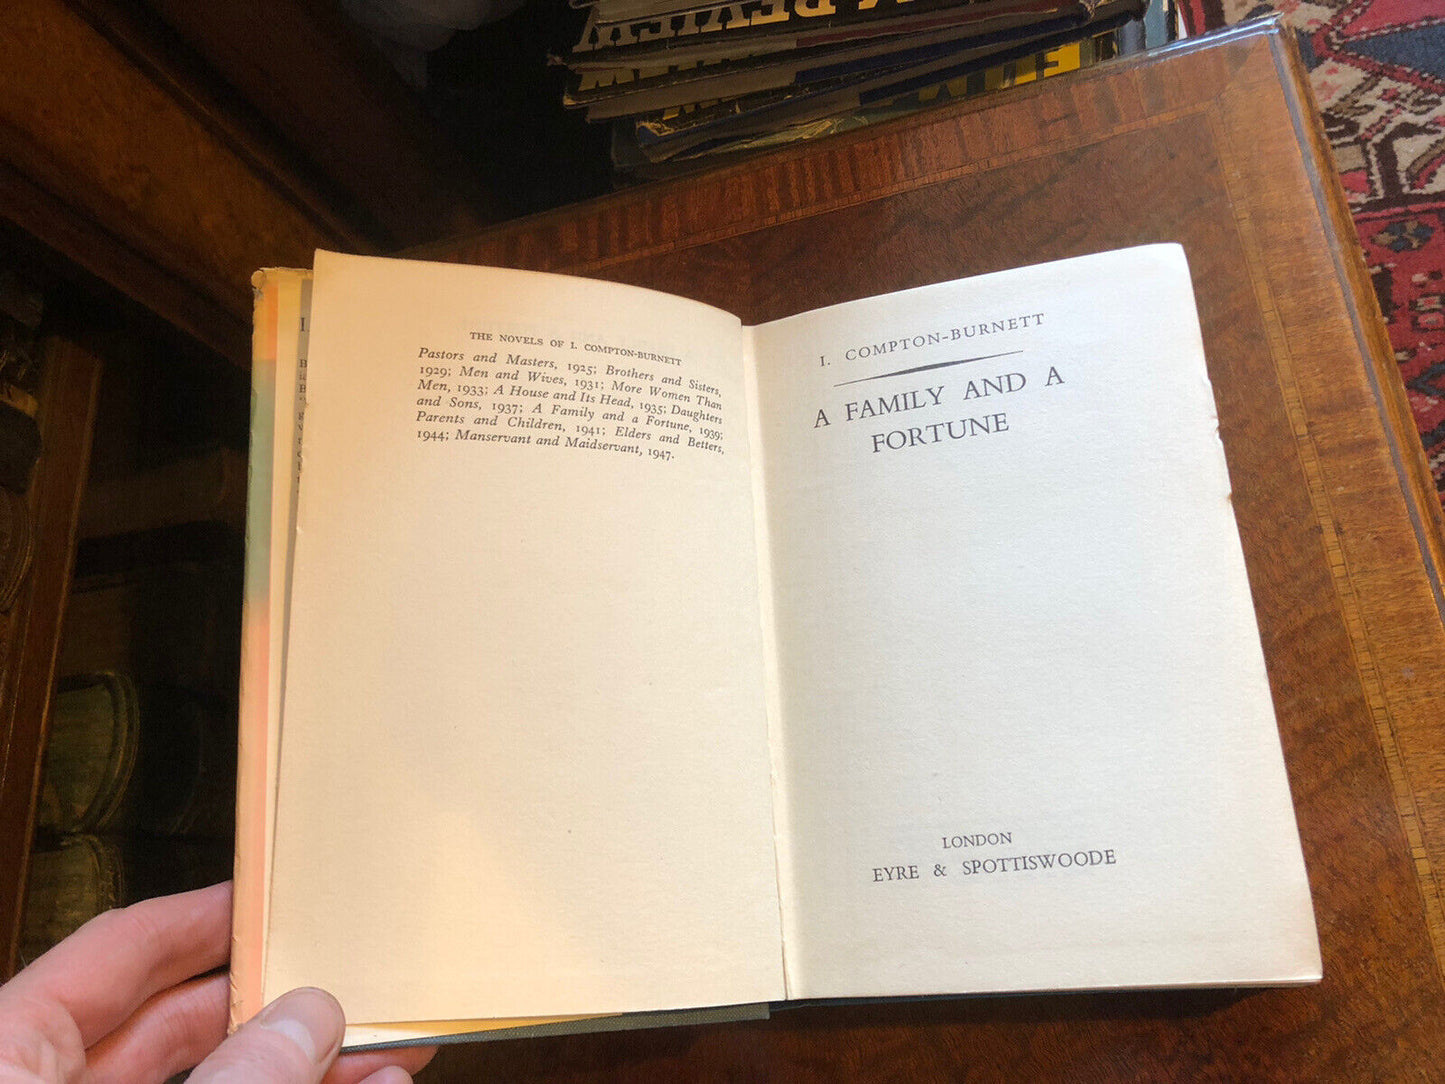 REVIEW
FILM
THE NOVELS OF I. COMPTON-BURNETT
Pastors and Masters, 1925; Brothers and Sisters,
1929; Men and Wives, 1931; More Women Than
Men, 1933; A House and Its Head, 1935; Daughters
and Sons, 1937; A Family and a Fortune, 1939;
Parents and Children, 1941; Elders and Betters,
1944; Manservant and Maidservant, 1947.
I. COMPTON-BURNETT
A FAMILY AND A
FORTUNE
LONDON
EYRE & SPOTTISWOODE